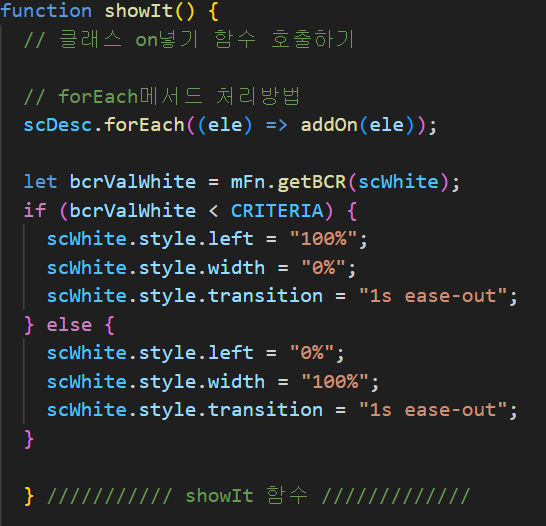 function showIt() {
// 클래스 on넣기 함수 호출하기
// forEach메서드 처리방법
scDesc.forEach((ele) => addOn(ele));
let bcrValWhite = mFn.getBCR(scWhite);
if (bcrValWhite < CRITERIA) {
scWhite.style.left = "100%";
scWhite.style.width = "0%";
scWhite.style.transition = "1s ease-out";
} else {
scWhite.style.left = "0%";
scWhite.style.width = "100%";
scWhite.style.transition = "1s ease-out";
}
} /////////// showIt 함수 /////////////